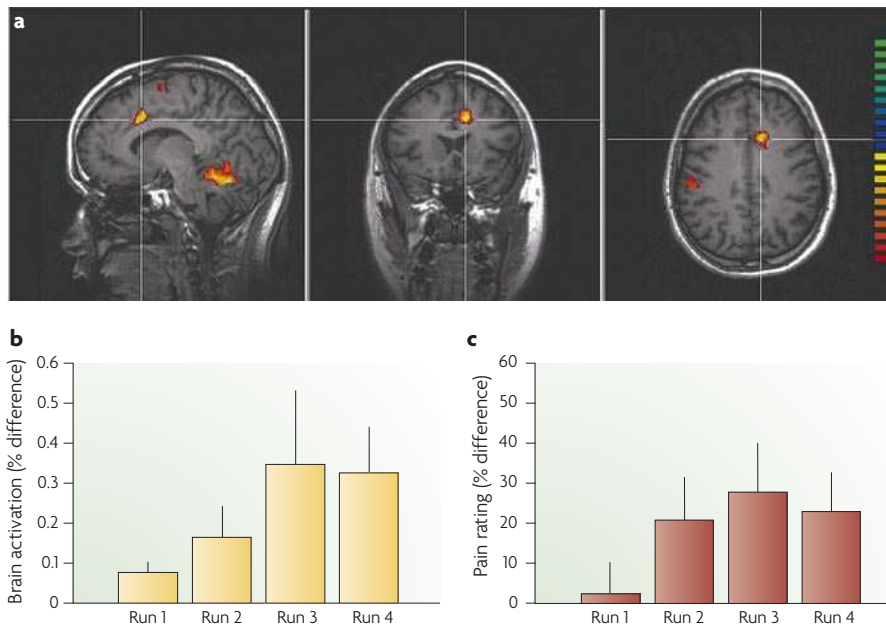 a
b
Brain activation (% difference)
0.6
0.5
0.4
0.3
0.2
0.1
0
Run 1 Run 2 Run 3 Run 4
c
Pain rating (% difference)
60
50
40
30
20
10
0
Run 1 Run 2 Run 3 Run 4